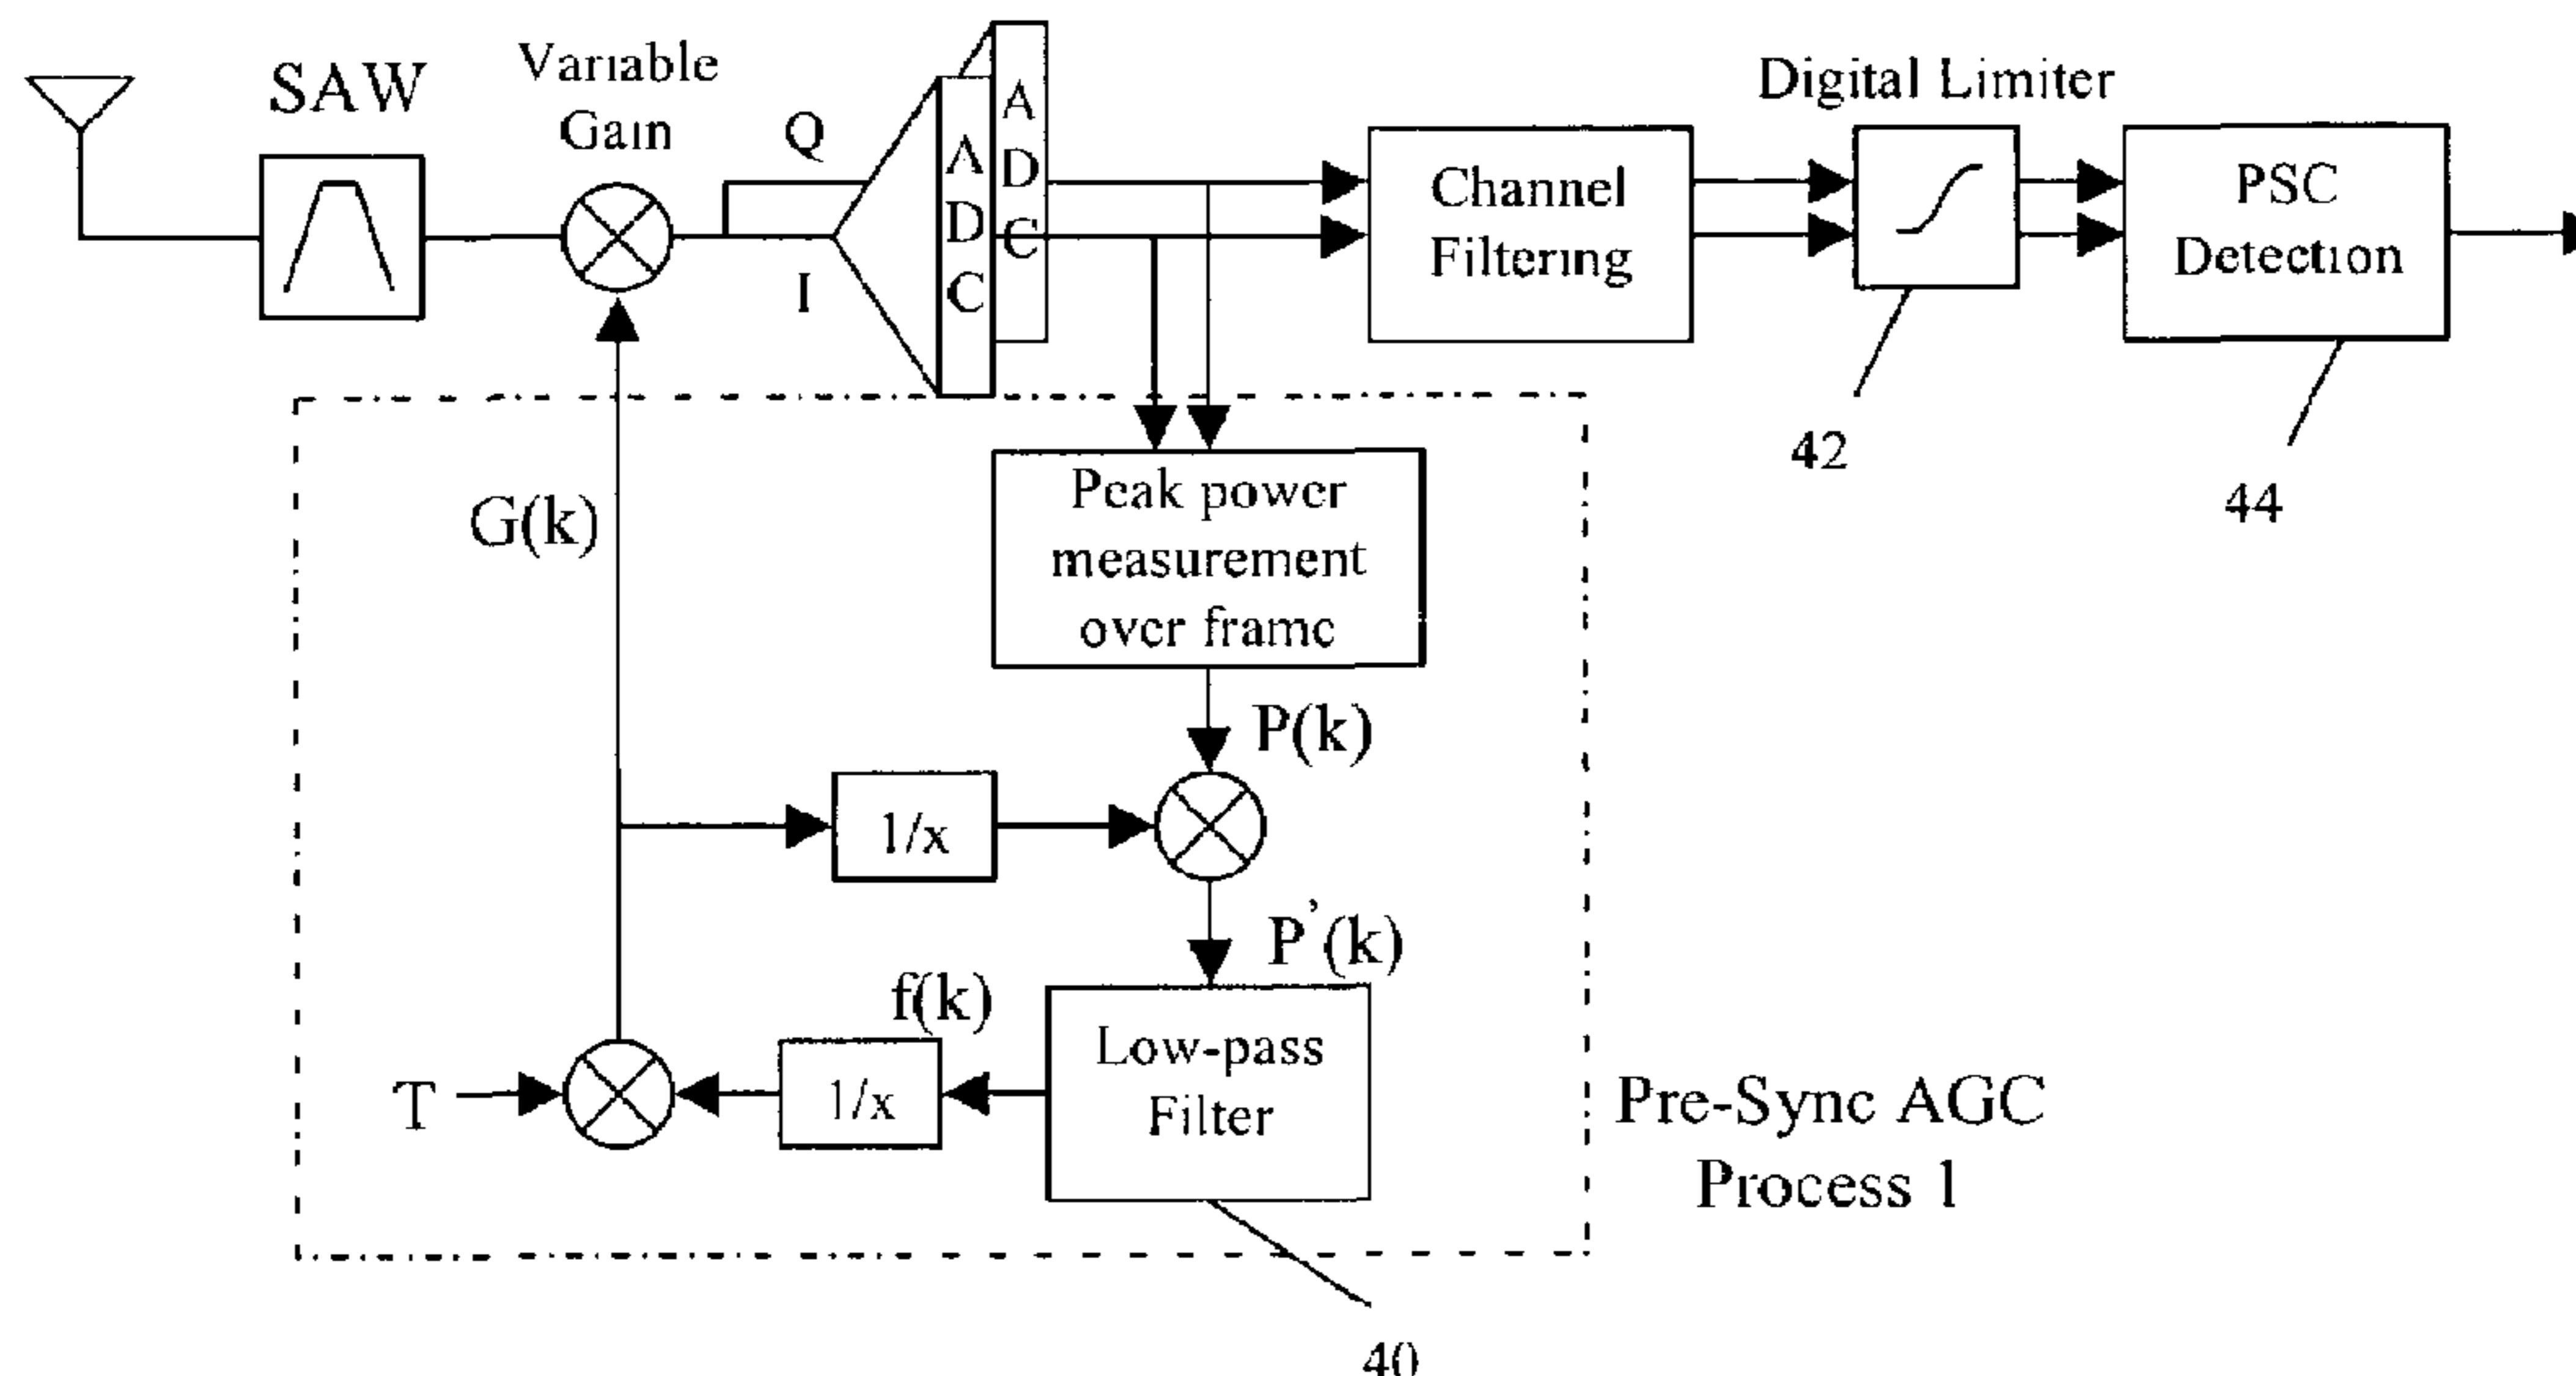 SAW
Variable
Gain
Q
I
ADC
ADC
Channel
Filtering
Digital Limiter
PSC
Detection
42
44
G(k)
Peak power
measurement
over frame
P(k)
1/x
P'(k)
f(k)
T
1/x
Low-pass
Filter
Pre-Sync AGC
Process 1
40